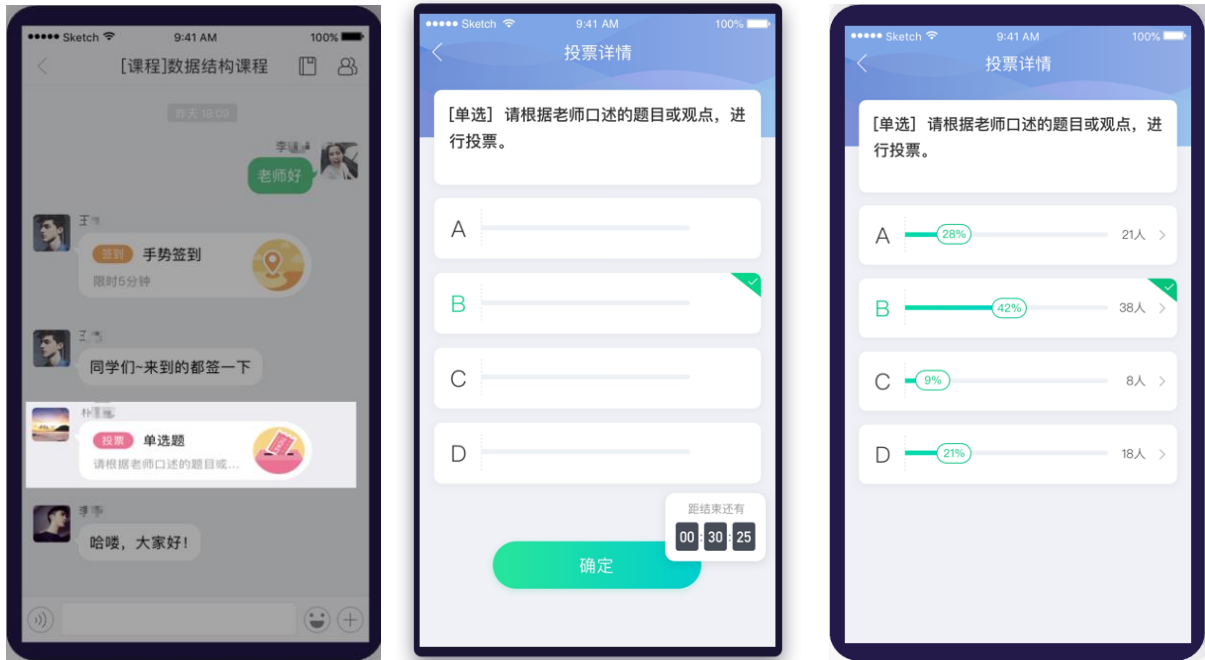 Sketch 9:41 AM 100%
[课程]数据结构课程
昨天 18:00
老师好
签到 手势签到
限时5分钟
同学们~来到的都签一下
投票 单选题
请根据老师口述的题目或...
哈喽，大家好！
Sketch 9:41 AM 100%
投票详情
[单选] 请根据老师口述的题目或观点，进
行投票。
A
B
C
D
距结束还有
00:30:25
确定
Sketch 9:41 AM 100%
投票详情
[单选] 请根据老师口述的题目或观点，进
行投票。
A 28% 21人
B 42% 38人
C 9% 8人
D 21% 18人